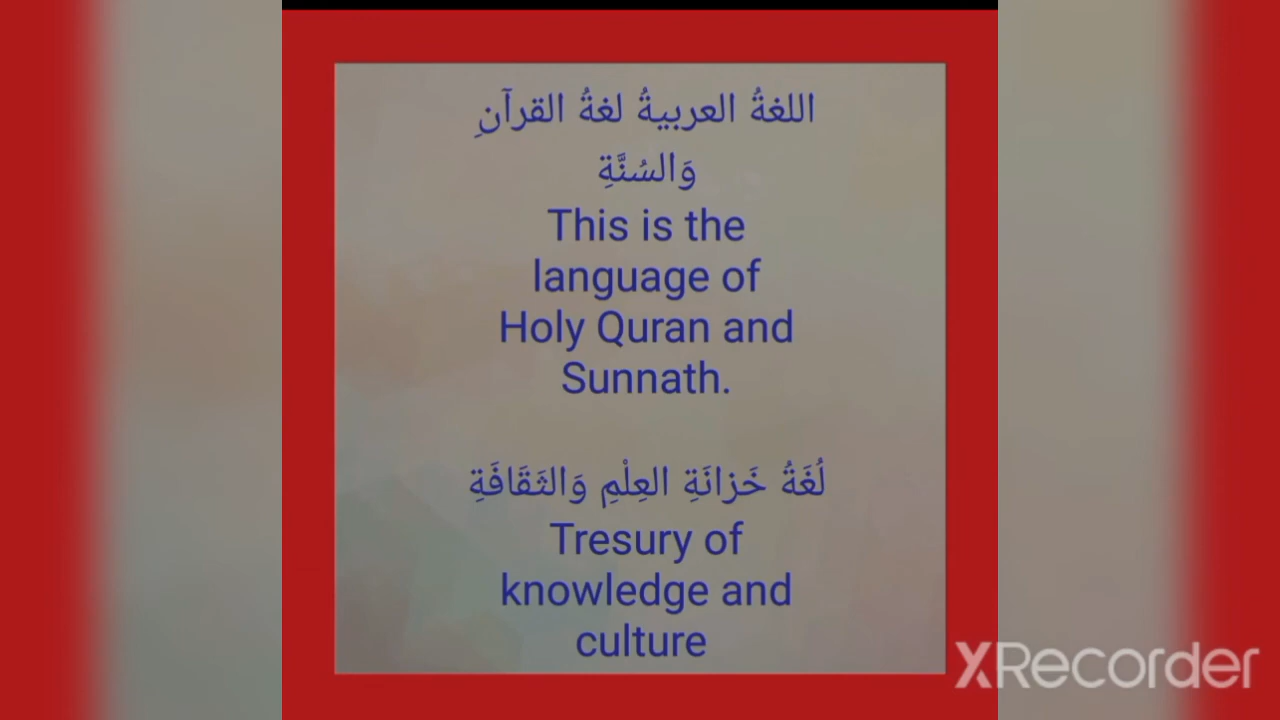 اللغةُ العربيةُ لغةُ القرآنِ
وَالسُنَّةِ
This is the
language of
Holy Quran and
Sunnath.
لُغَةُ خَزانَةِ العِلْمِ وَالثَقَافَةِ
Tresury of
knowledge and
culture
XRecorder